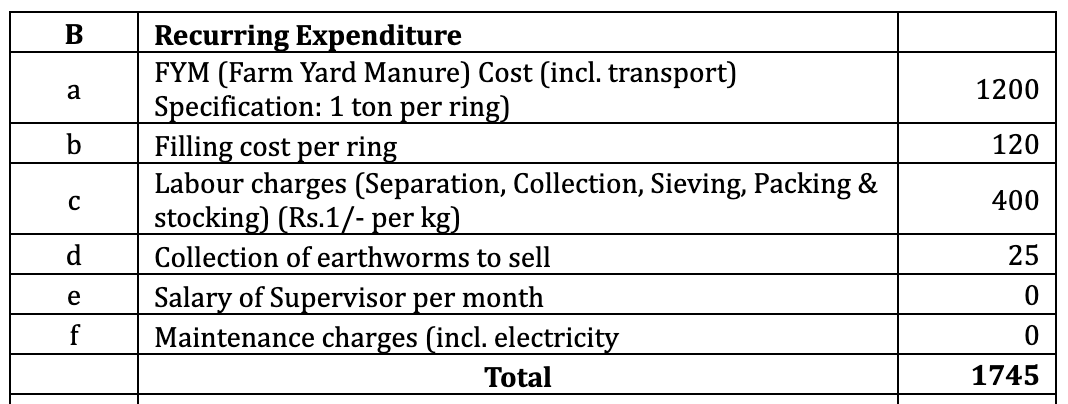 B Recurring Expenditure
FYM (Farm Yard Manure) Cost (incl. transport)
a 1200
Specification: 1 ton per ring)
b Filling cost per ring 120
Labour charges (Separation, Collection, Sieving, Packing &
c 400
stocking) (Rs.1/- per kg)
d Collection of earthworms to sell 25
e Salary of Supervisor per month 0
f Maintenance charges (incl. electricity 0
Total 1745